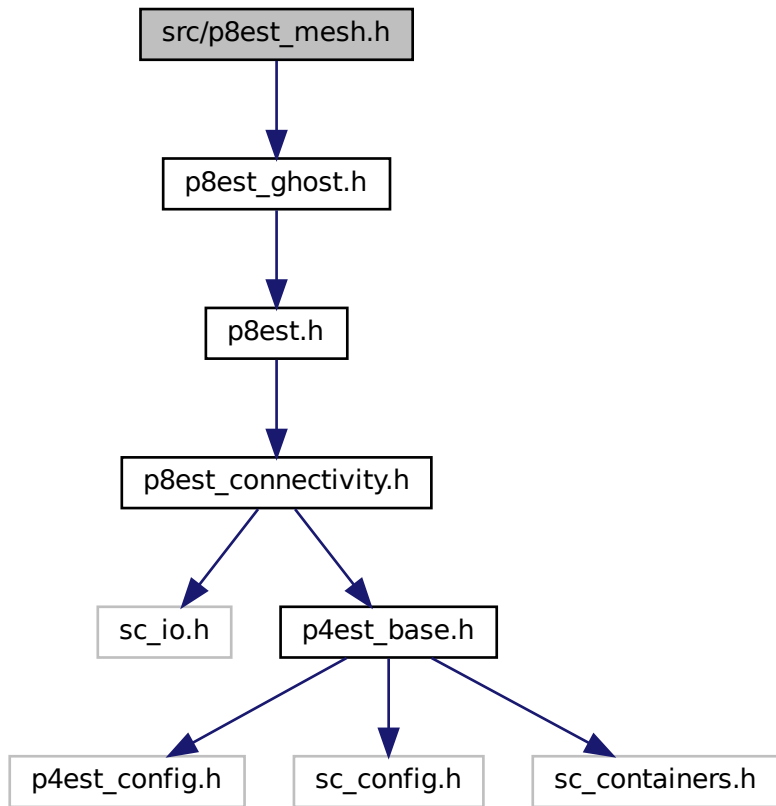 src/p8est_mesh.h
p8est_ghost.h
p8est.h
p8est_connectivity.h
sc_io.h
p4est_base.h
p4est_config.h
sc_config.h
sc_containers.h